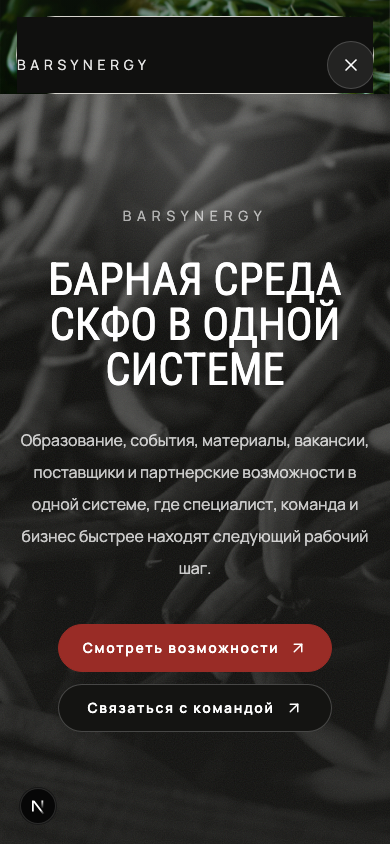 BARSYNERGY
BARSYNERGY
БАРНАЯ СРЕДА
СКФО В ОДНОЙ
СИСТЕМЕ
Образование, события, материалы, вакансии,
поставщики и партнерские возможности в
одной системе, где специалист, команда и
бизнес быстрее находят следующий рабочий
шаг.
Смотреть возможности
Связаться с командой
N